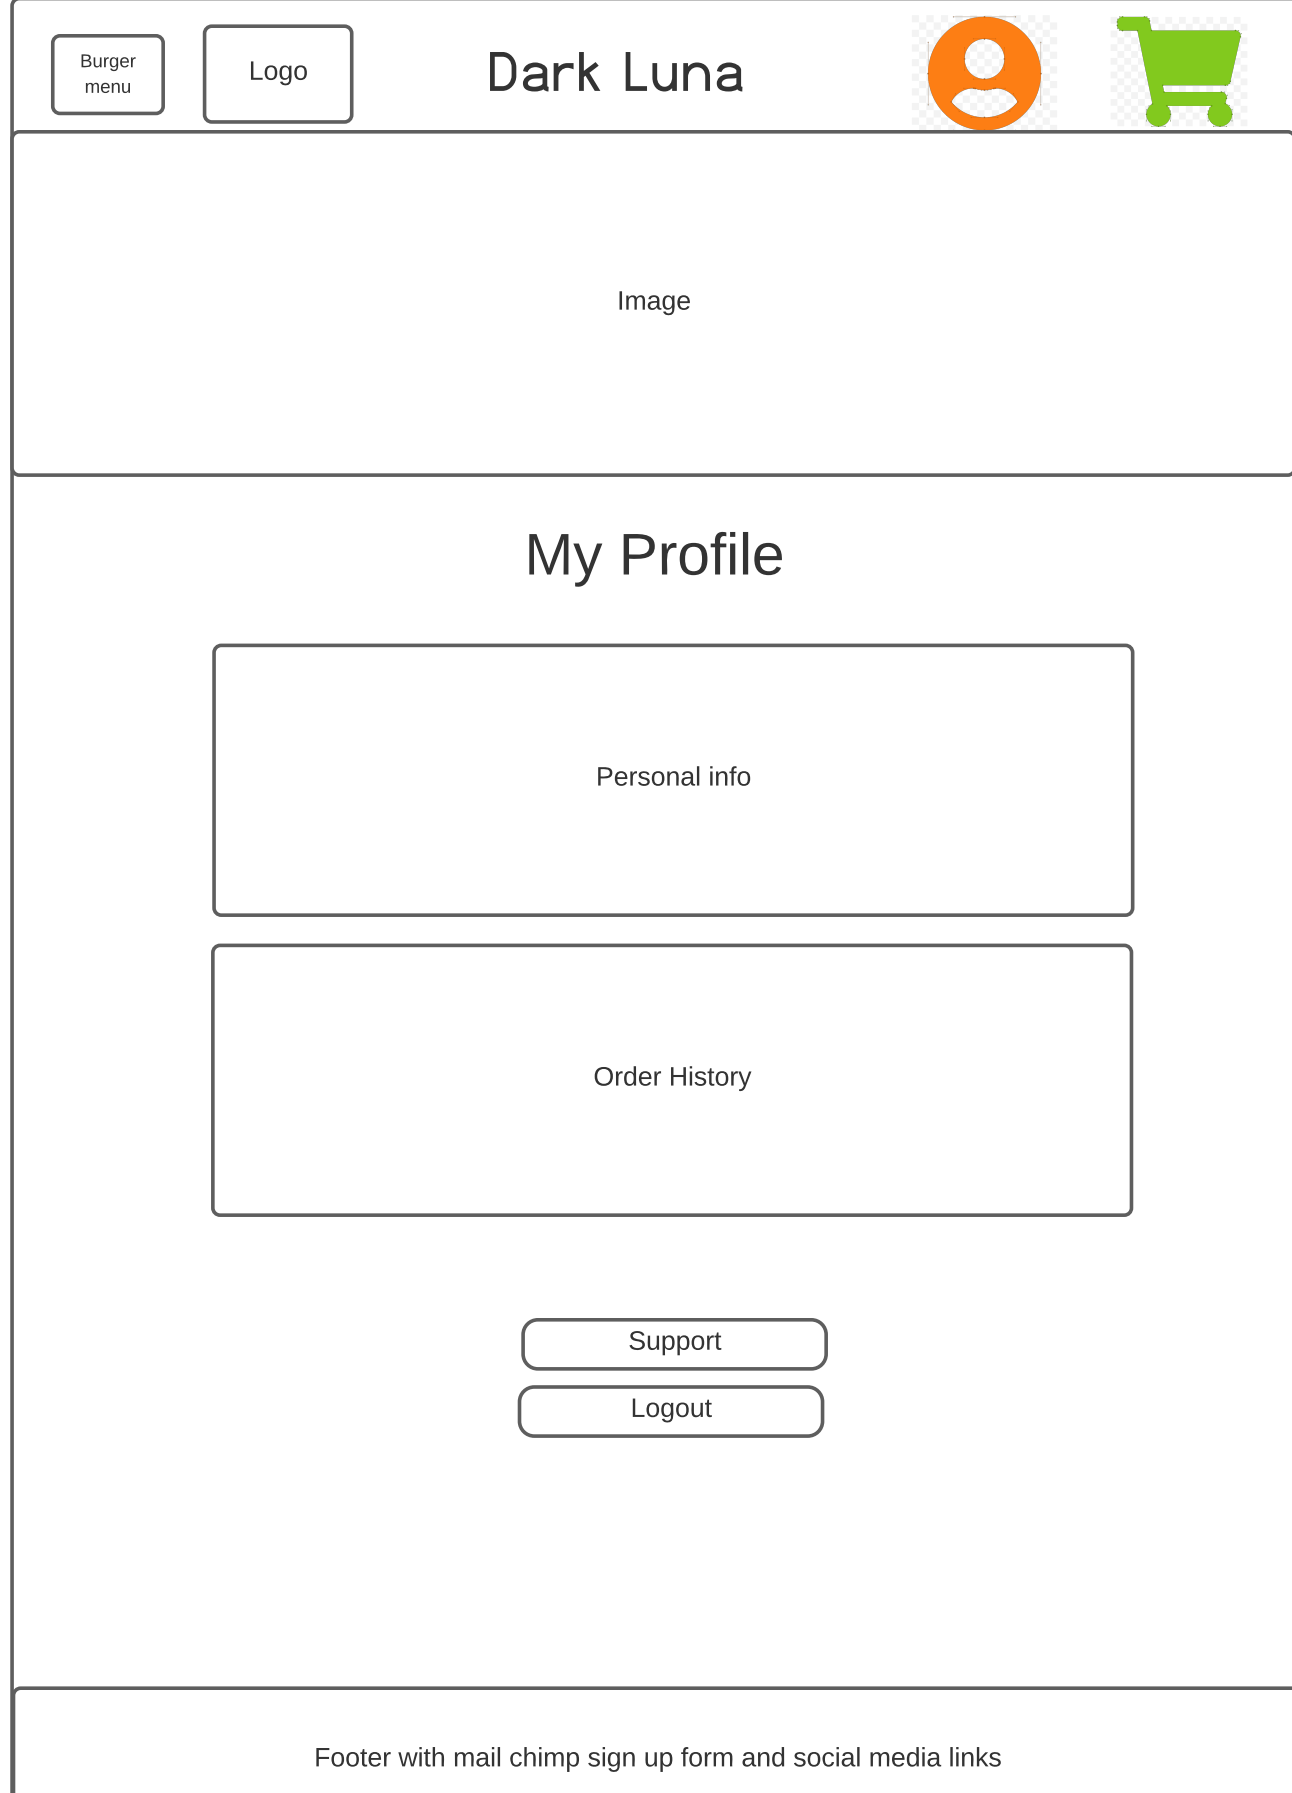 Burger
menu
Logo
Dark Luna
Image
My Profile
Personal info
Order History
Support
Logout
Footer with mail chimp sign up form and social media links